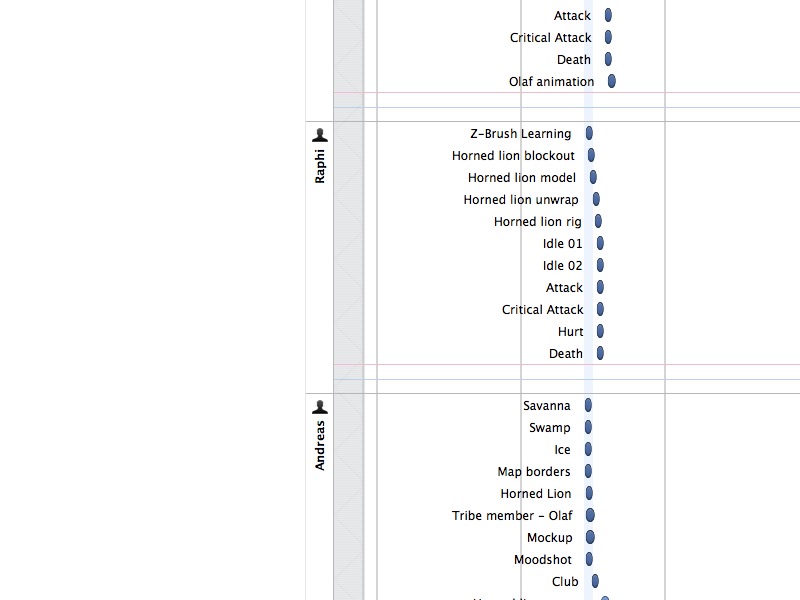 Attack
Critical Attack
Death
Olaf animation
Raphi
Z-Brush Learning
Horned lion blockout
Horned lion model
Horned lion unwrap
Horned lion rig
Idle 01
Idle 02
Attack
Critical Attack
Hurt
Death
Andreas
Savanna
Swamp
Ice
Map borders
Horned Lion
Tribe member - Olaf
Mockup
Moodshot
Club